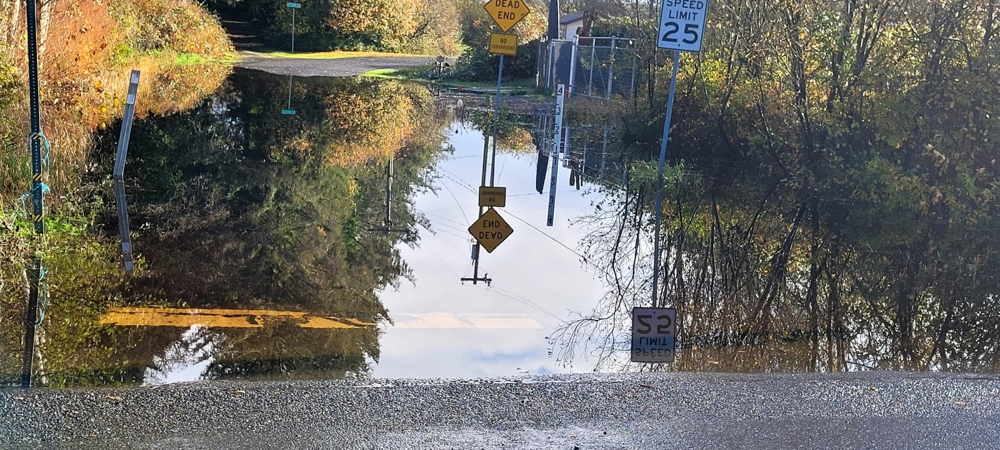 DEAD
END
NO
TURNAROUND
SPEED
LIMIT
25
4
3
2
1